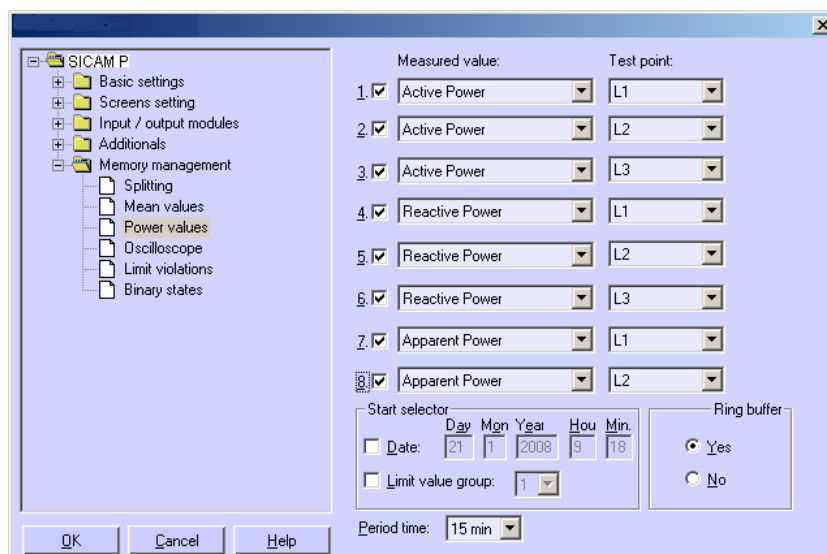 SICAM P
Basic settings
Screens setting
Input / output modules
Additionals
Memory management
Splitting
Mean values
Power values
Oscilloscope
Limit violations
Binary states
OK Cancel Help
Measured value: Test point:
1. Active Power L1
2. Active Power L2
3. Active Power L3
4. Reactive Power L1
5. Reactive Power L2
6. Reactive Power L3
7. Apparent Power L1
8. Apparent Power L2
Start selector
Day Mon Year Hou Min.
Date: 21 1 2008 9 18
Limit value group: 1
Ring buffer
Yes
No
Period time: 15 min